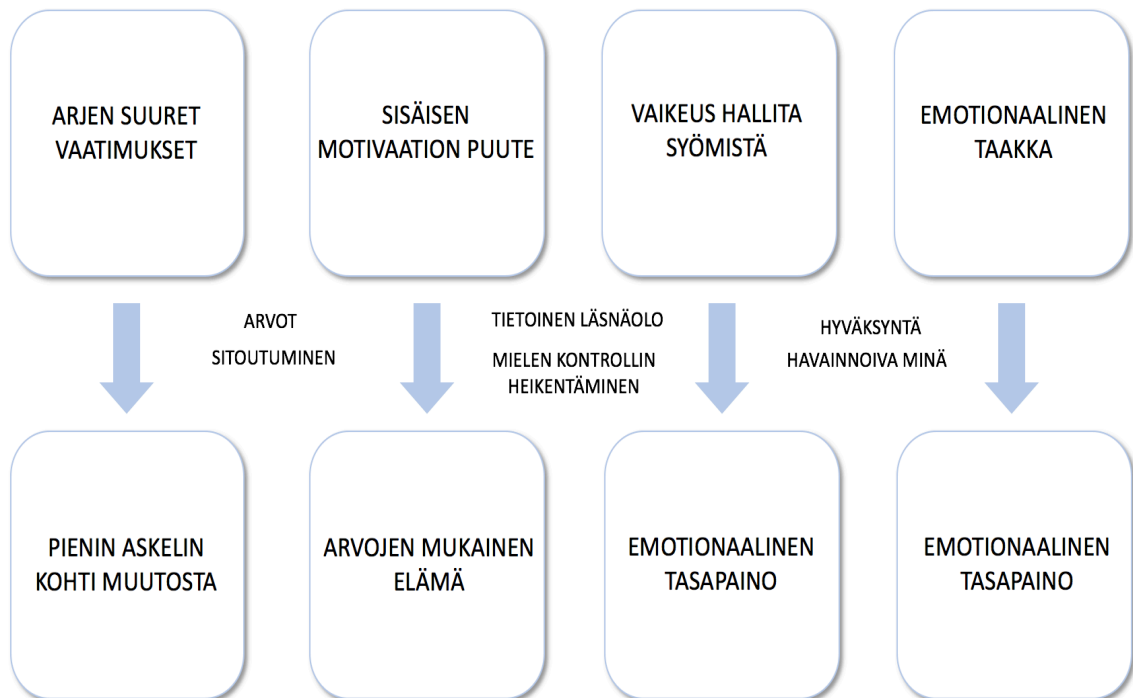 ARJEN SUURET
VAATIMUKSET
SISÄISEN
MOTIVAATION PUUTE
VAIKEUS HALLITA
SYÖMISTÄ
EMOTIONAALINEN
TAAKKA
ARVOT
SITOUTUMINEN
TIETOINEN LÄSNÄOLO
MIELEN KONTROLLIN
HEIKENTÄMINEN
HYVÄKSYNTÄ
HAVAINNOIVA MINÄ
PIENIN ASKELIN
KOHTI MUUTOSTA
ARVOJEN MUKAINEN
ELÄMÄ
EMOTIONAALINEN
TASAPAINO
EMOTIONAALINEN
TASAPAINO